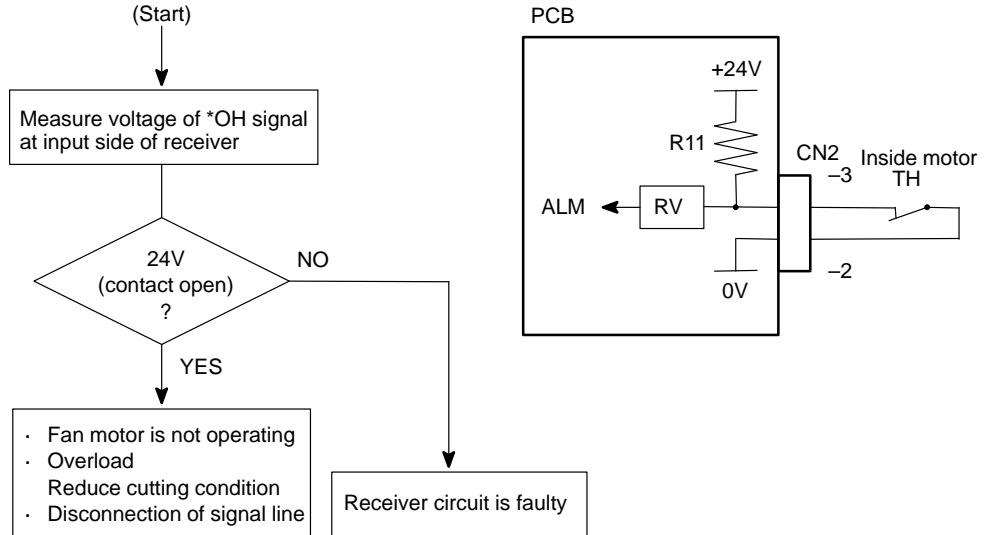 (Start)
Measure voltage of *OH signal
at input side of receiver
24V
(contact open)
?
NO
YES
· Fan motor is not operating
· Overload
Reduce cutting condition
· Disconnection of signal line
Receiver circuit is faulty
PCB
+24V
R11
CN2
–3
Inside motor
TH
ALM
RV
–2
0V